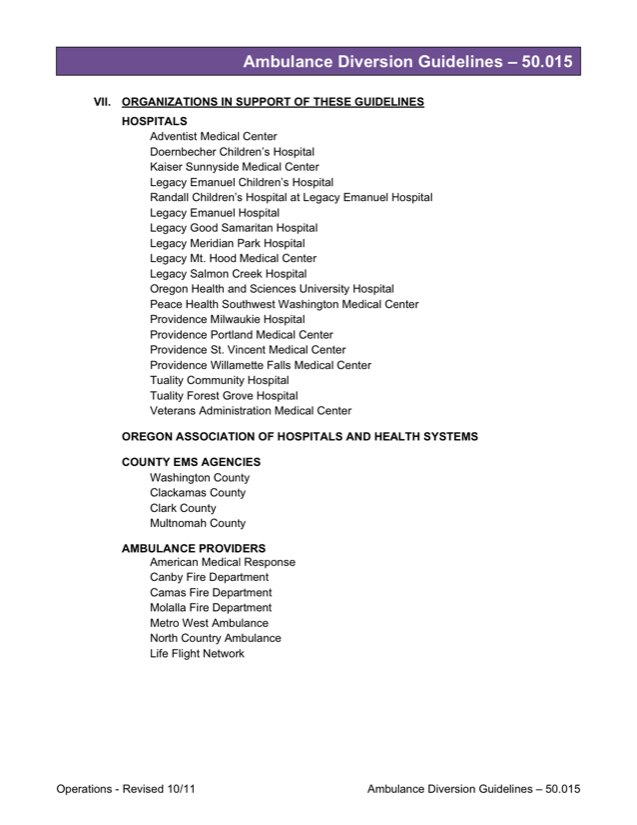 Ambulance Diversion Guidelines – 50.015
VII. ORGANIZATIONS IN SUPPORT OF THESE GUIDELINES
HOSPITALS
Adventist Medical Center
Doernbecher Children's Hospital
Kaiser Sunnyside Medical Center
Legacy Emanuel Children's Hospital
Randall Children's Hospital at Legacy Emanuel Hospital
Legacy Emanuel Hospital
Legacy Good Samaritan Hospital
Legacy Meridian Park Hospital
Legacy Mt. Hood Medical Center
Legacy Salmon Creek Hospital
Oregon Health and Sciences University Hospital
Peace Health Southwest Washington Medical Center
Providence Milwaukie Hospital
Providence Portland Medical Center
Providence St. Vincent Medical Center
Providence Willamette Falls Medical Center
Tuality Community Hospital
Tuality Forest Grove Hospital
Veterans Administration Medical Center
OREGON ASSOCIATION OF HOSPITALS AND HEALTH SYSTEMS
COUNTY EMS AGENCIES
Washington County
Clackamas County
Clark County
Multnomah County
AMBULANCE PROVIDERS
American Medical Response
Canby Fire Department
Camas Fire Department
Molalla Fire Department
Metro West Ambulance
North Country Ambulance
Life Flight Network
Operations - Revised 10/11 Ambulance Diversion Guidelines – 50.015